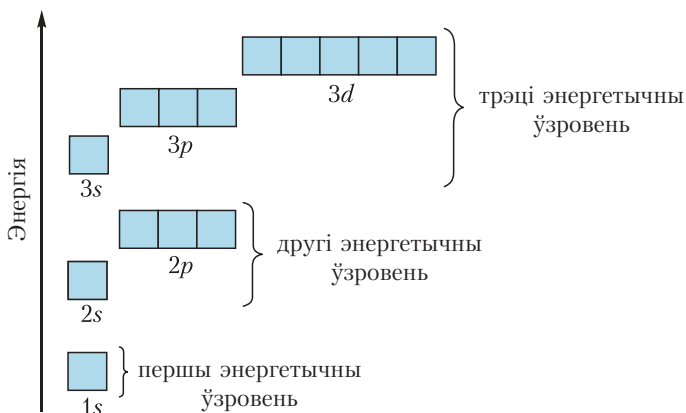 Энергія
3d
трэці энергетычны
ўзровень
3p
3s
2p
другі энергетычны
ўзровень
2s
першы энергетычны
ўзровень
1s